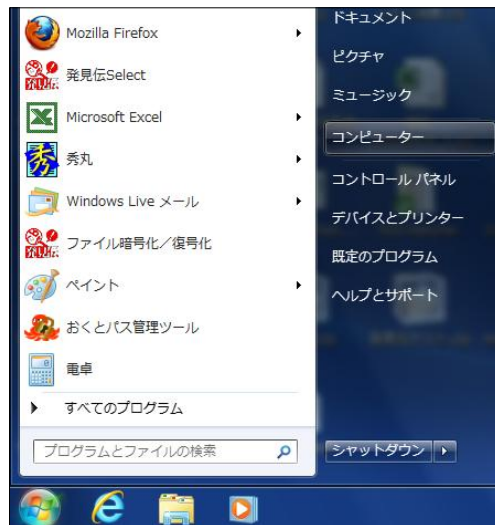 Mozilla Firefox
発見伝Select
Microsoft Excel
秀丸
Windows Live メール
ファイル暗号化／復号化
ペイント
おくとパス管理ツール
電卓
すべてのプログラム
プログラムとファイルの検索
ドキュメント
ピクチャ
ミュージック
コンピューター
コントロール パネル
デバイスとプリンター
既定のプログラム
ヘルプとサポート
シャットダウン